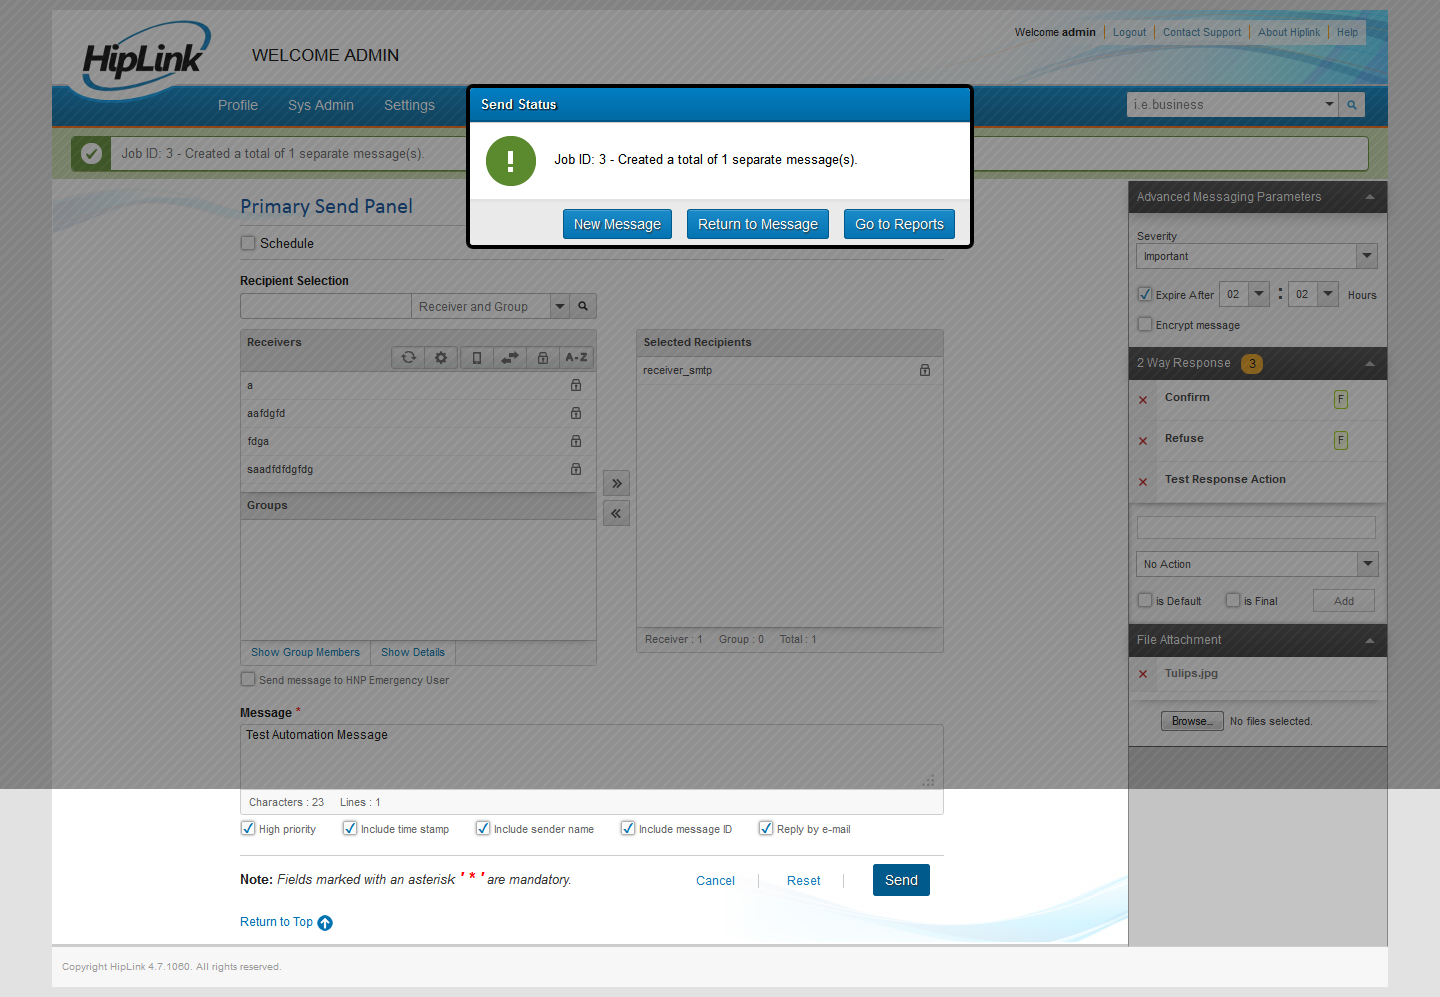 HipLink
WELCOME ADMIN
Welcome admin Logout Contact Support About Hiplink Help
Profile Sys Admin Settings
i.e.business
Send Status
Job ID: 3 - Created a total of 1 separate message(s).
New Message Return to Message Go to Reports
Job ID: 3 - Created a total of 1 separate message(s).
Primary Send Panel
Schedule
Recipient Selection
Receiver and Group
Receivers
A-Z
a
aafdgfd
fdga
saadfdfdgfdg
Groups
Show Group Members Show Details
Selected Recipients
receiver_smtp
Receiver : 1 Group : 0 Total : 1
Send message to HNP Emergency User
Message *
Test Automation Message
Characters : 23 Lines : 1
High priority Include time stamp Include sender name Include message ID Reply by e-mail
Note: Fields marked with an asterisk ' * ' are mandatory.
Cancel Reset Send
Return to Top
Advanced Messaging Parameters
Severity
Important
Expire After 02 : 02 Hours
Encrypt message
2 Way Response 3
Confirm F
Refuse F
Test Response Action
No Action
is Default is Final Add
File Attachment
Tulips.jpg
Browse... No files selected.
Copyright HipLink 4.7.1060. All rights reserved.